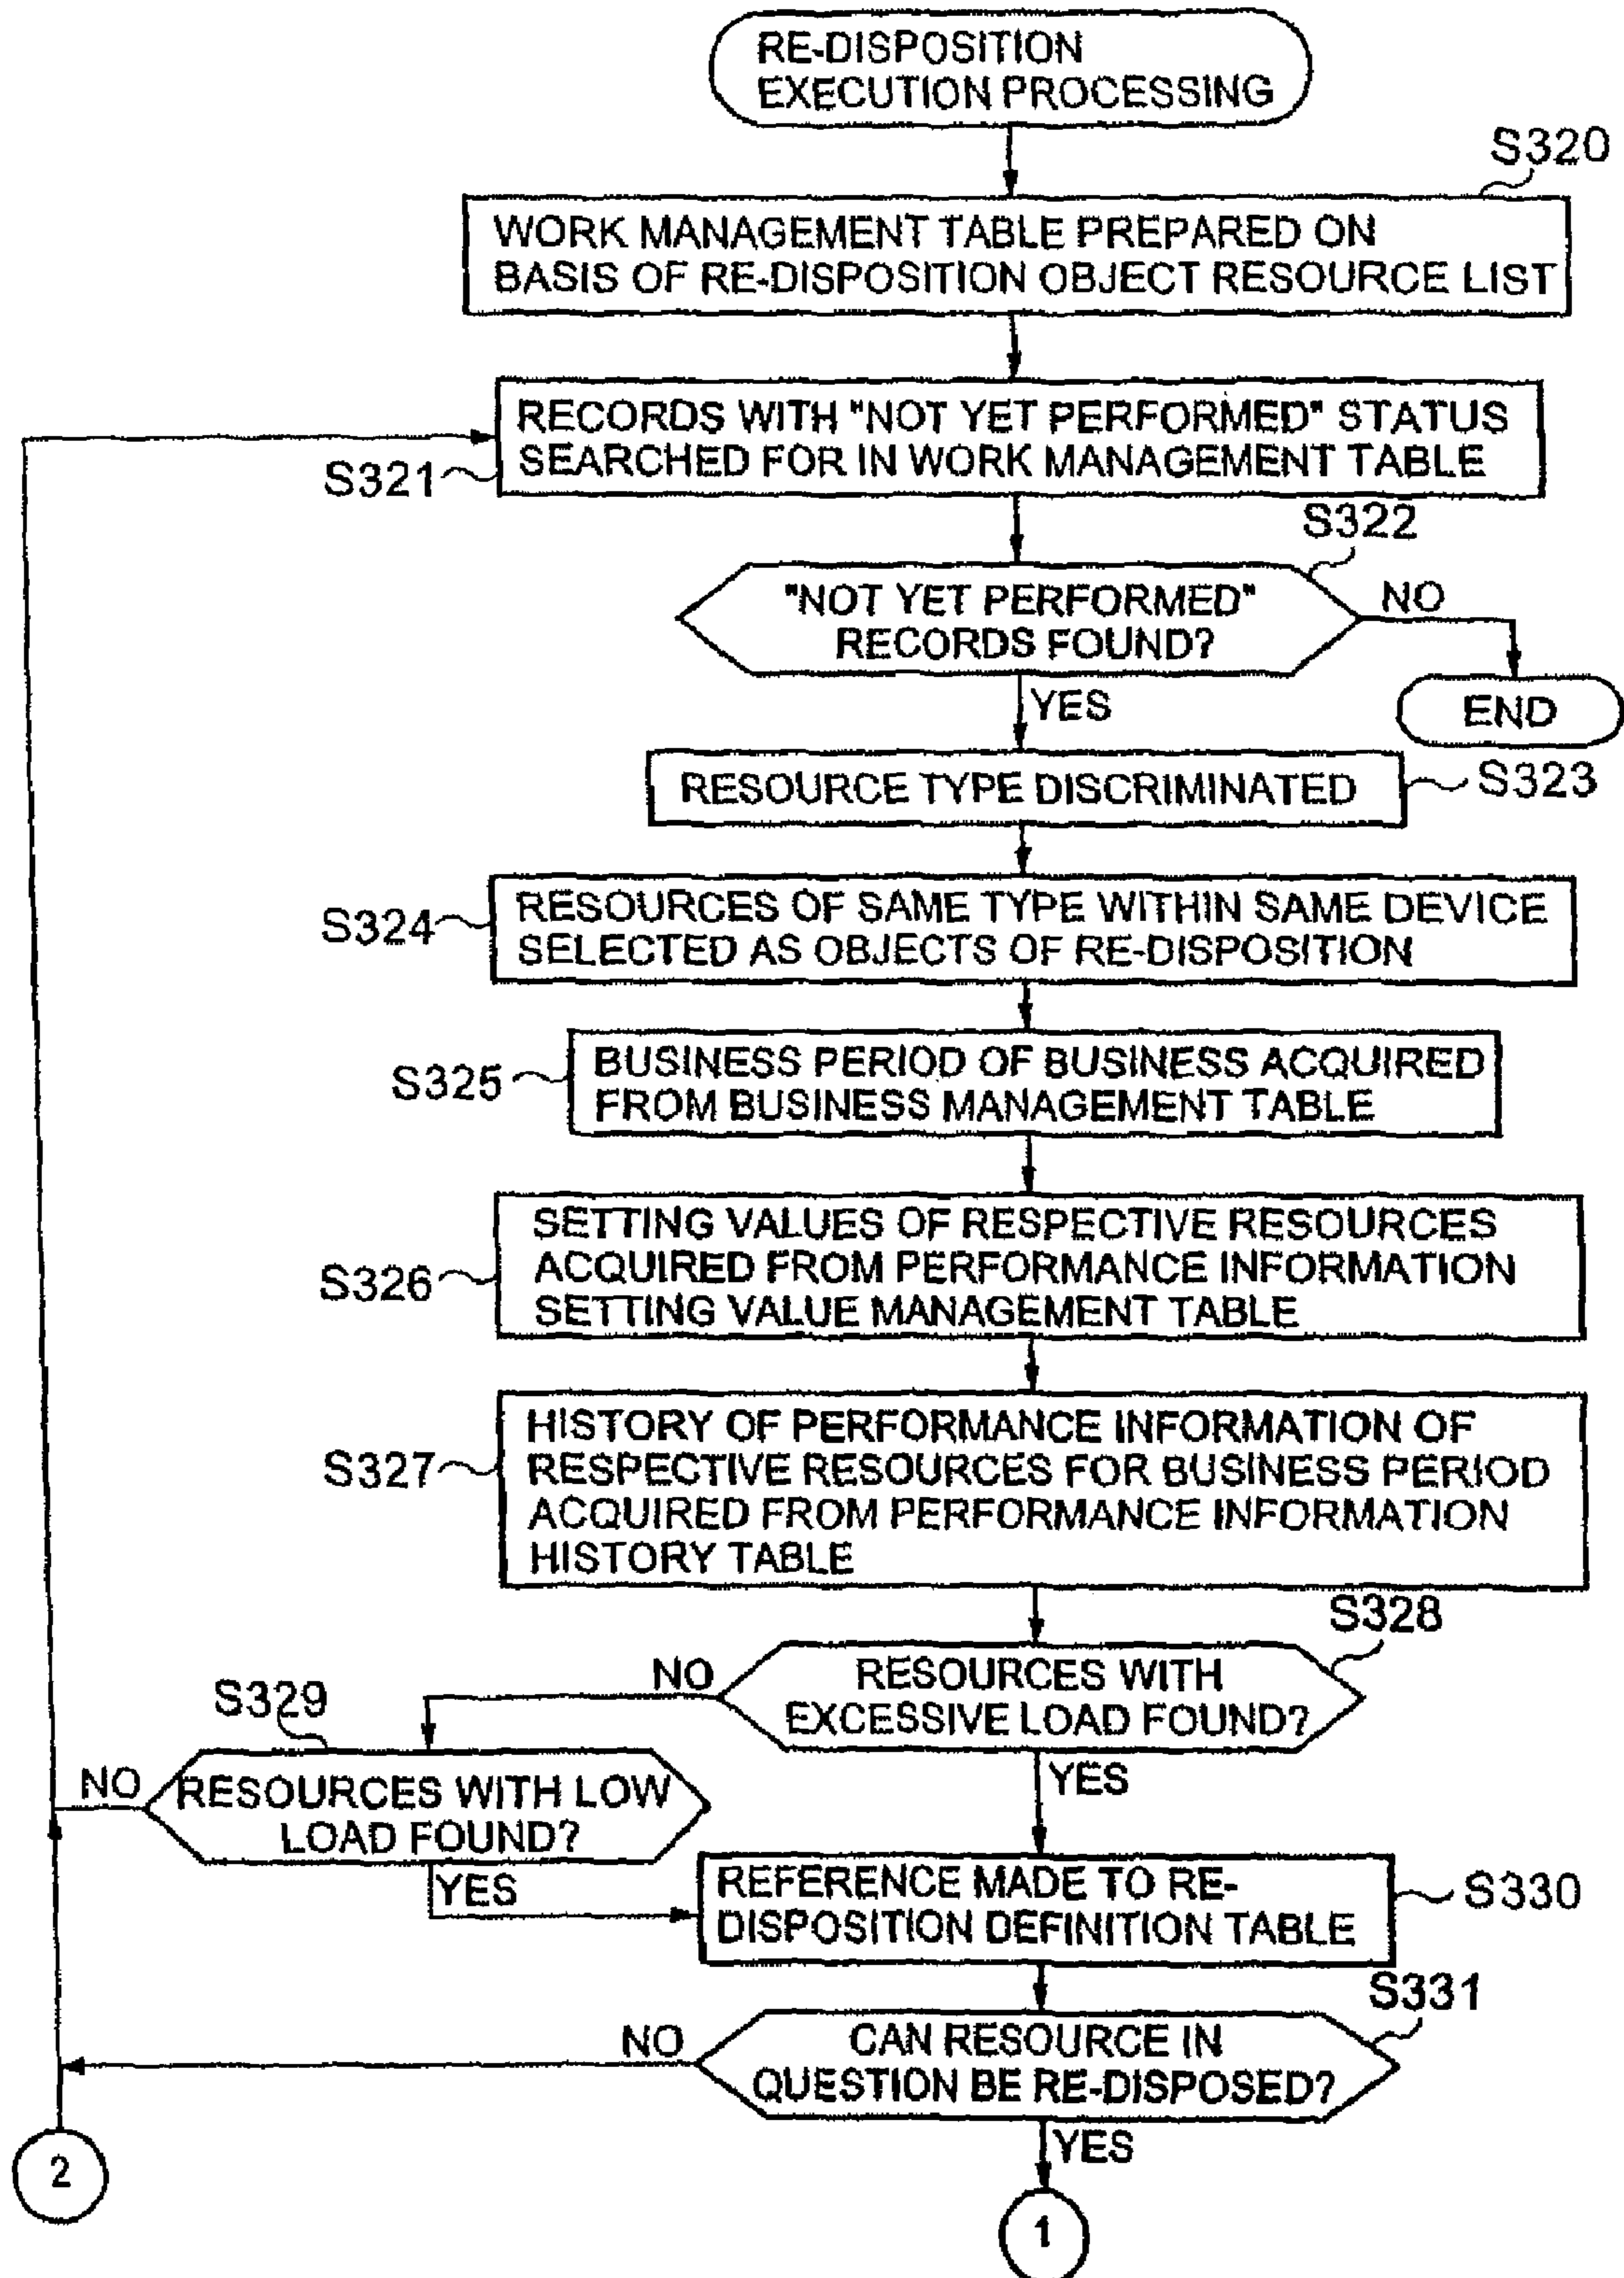 RE-DISPOSITION
EXECUTION PROCESSING
S320
WORK MANAGEMENT TABLE PREPARED ON
BASIS OF RE-DISPOSITION OBJECT RESOURCE LIST
RECORDS WITH "NOT YET PERFORMED" STATUS
SEARCHED FOR IN WORK MANAGEMENT TABLE
S321
S322
"NOT YET PERFORMED"
RECORDS FOUND?
NO
END
YES
RESOURCE TYPE DISCRIMINATED
S323
S324
RESOURCES OF SAME TYPE WITHIN SAME DEVICE
SELECTED AS OBJECTS OF RE-DISPOSITION
S325
BUSINESS PERIOD OF BUSINESS ACQUIRED
FROM BUSINESS MANAGEMENT TABLE
S326
SETTING VALUES OF RESPECTIVE RESOURCES
ACQUIRED FROM PERFORMANCE INFORMATION
SETTING VALUE MANAGEMENT TABLE
S327
HISTORY OF PERFORMANCE INFORMATION OF
RESPECTIVE RESOURCES FOR BUSINESS PERIOD
ACQUIRED FROM PERFORMANCE INFORMATION
HISTORY TABLE
S328
RESOURCES WITH
EXCESSIVE LOAD FOUND?
NO
YES
S329
RESOURCES WITH LOW
LOAD FOUND?
NO
YES
REFERENCE MADE TO RE-
DISPOSITION DEFINITION TABLE
S330
S331
CAN RESOURCE IN
QUESTION BE RE-DISPOSED?
NO
YES
2
1